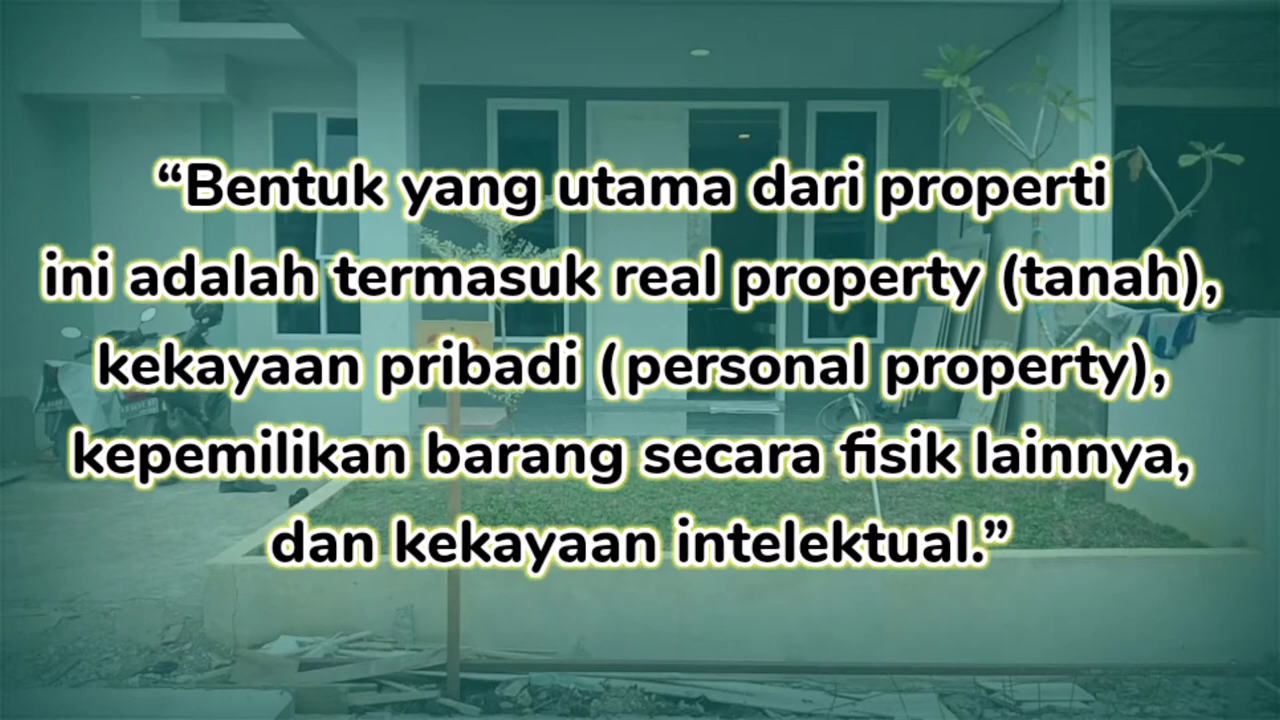 “Bentuk yang utama dari properti
ini adalah termasuk real property (tanah),
kekayaan pribadi (personal property),
kepemilikan barang secara fisik lainnya,
dan kekayaan intelektual.”